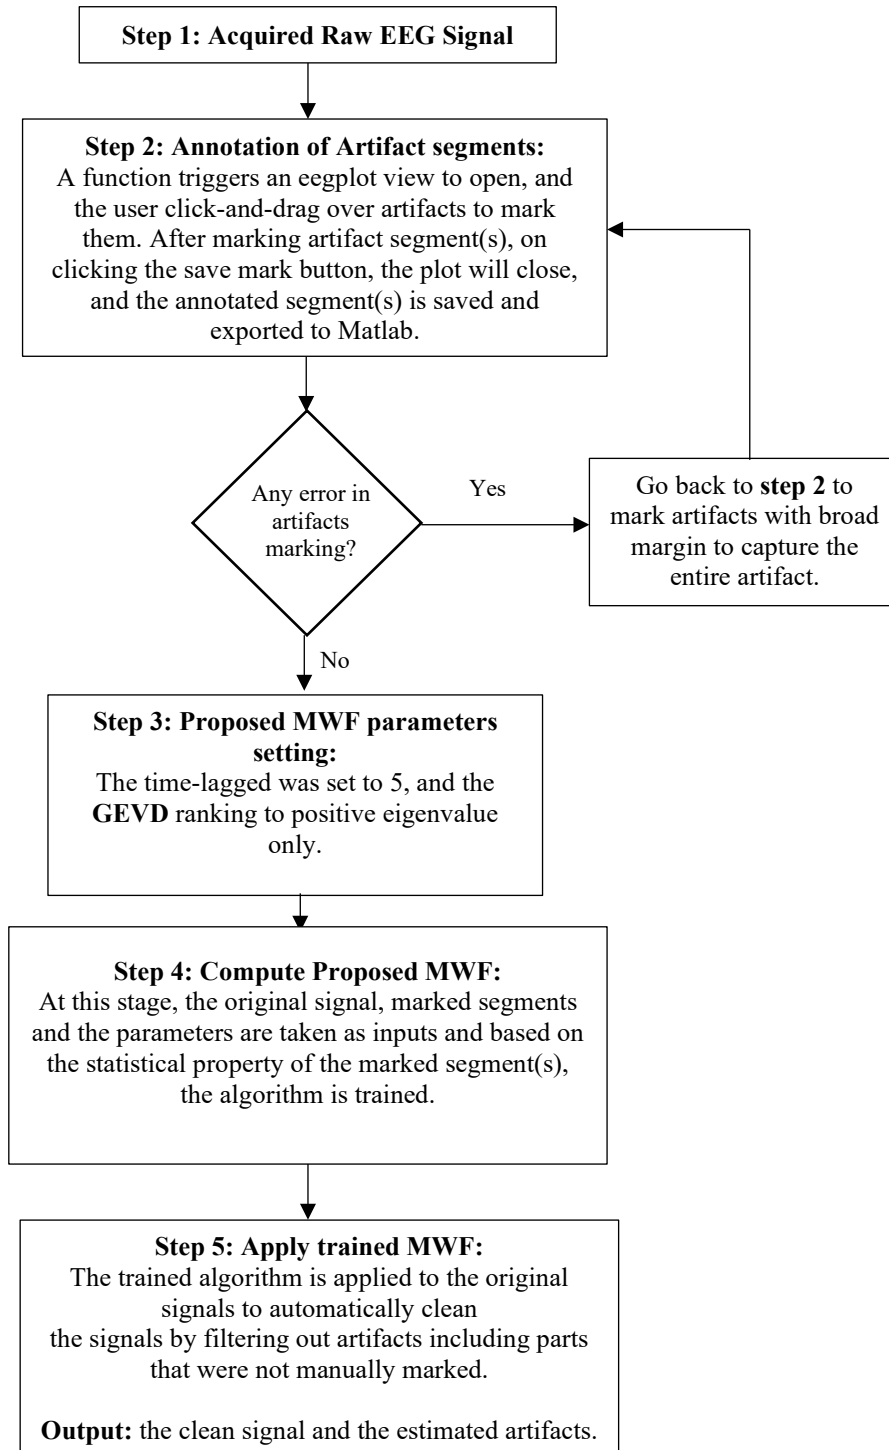 Step 1: Acquired Raw EEG Signal
Step 2: Annotation of Artifact segments:
A function triggers an eegplot view to open, and
the user click-and-drag over artifacts to mark
them. After marking artifact segment(s), on
clicking the save mark button, the plot will close,
and the annotated segment(s) is saved and
exported to Matlab.
Any error in
artifacts
marking?
Yes
Go back to step 2 to
mark artifacts with broad
margin to capture the
entire artifact.
No
Step 3: Proposed MWF parameters
setting:
The time-lagged was set to 5, and the
GEVD ranking to positive eigenvalue
only.
Step 4: Compute Proposed MWF:
At this stage, the original signal, marked segments
and the parameters are taken as inputs and based on
the statistical property of the marked segment(s),
the algorithm is trained.
Step 5: Apply trained MWF:
The trained algorithm is applied to the original
signals to automatically clean
the signals by filtering out artifacts including parts
that were not manually marked.
Output: the clean signal and the estimated artifacts.